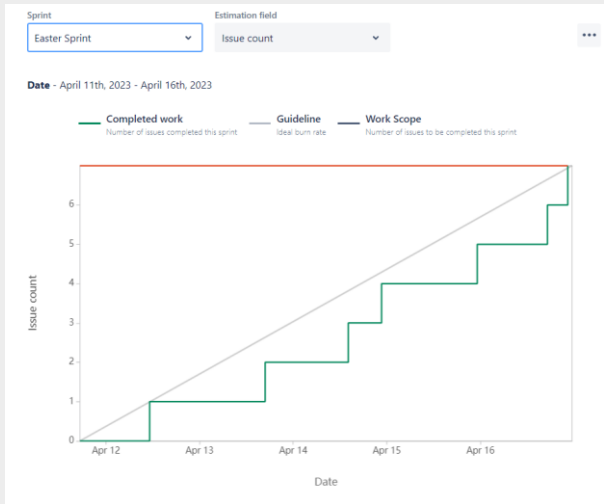 Sprint
Estimation field
Easter Sprint
Issue count
Date - April 11th, 2023 - April 16th, 2023
Completed work
Number of issues completed this sprint
Guideline
Ideal burn rate
Work Scope
Number of issues to be completed this sprint
6
5
4
3
2
1
0
Issue count
Apr 12
Apr 13
Apr 14
Apr 15
Apr 16
Date